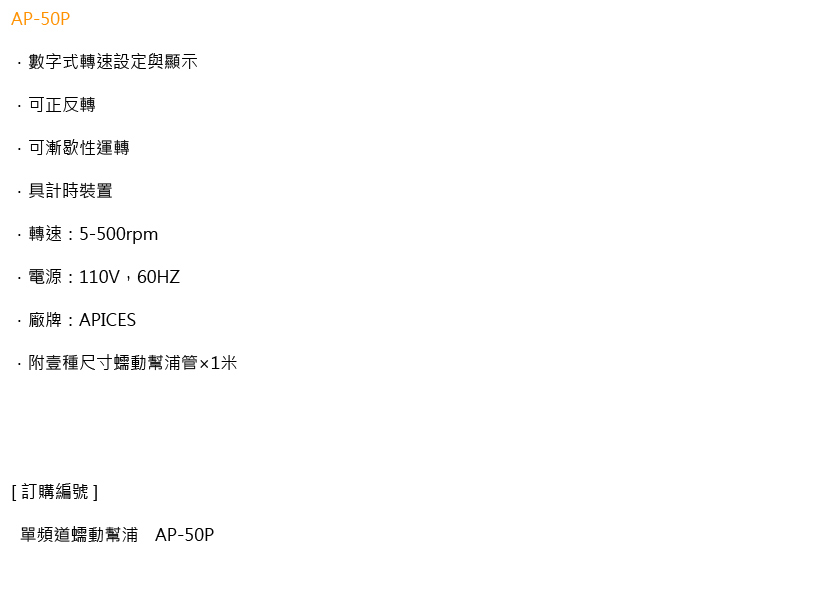 AP-50P
．數字式轉速設定與顯示
．可正反轉
．可漸歇性運轉
．具計時裝置
．轉速：5-500rpm
．電源：110V，60HZ
．廠牌：APICES
．附壹種尺寸蠕動幫浦管×1米
[ 訂購編號 ]
單頻道蠕動幫浦　AP-50P